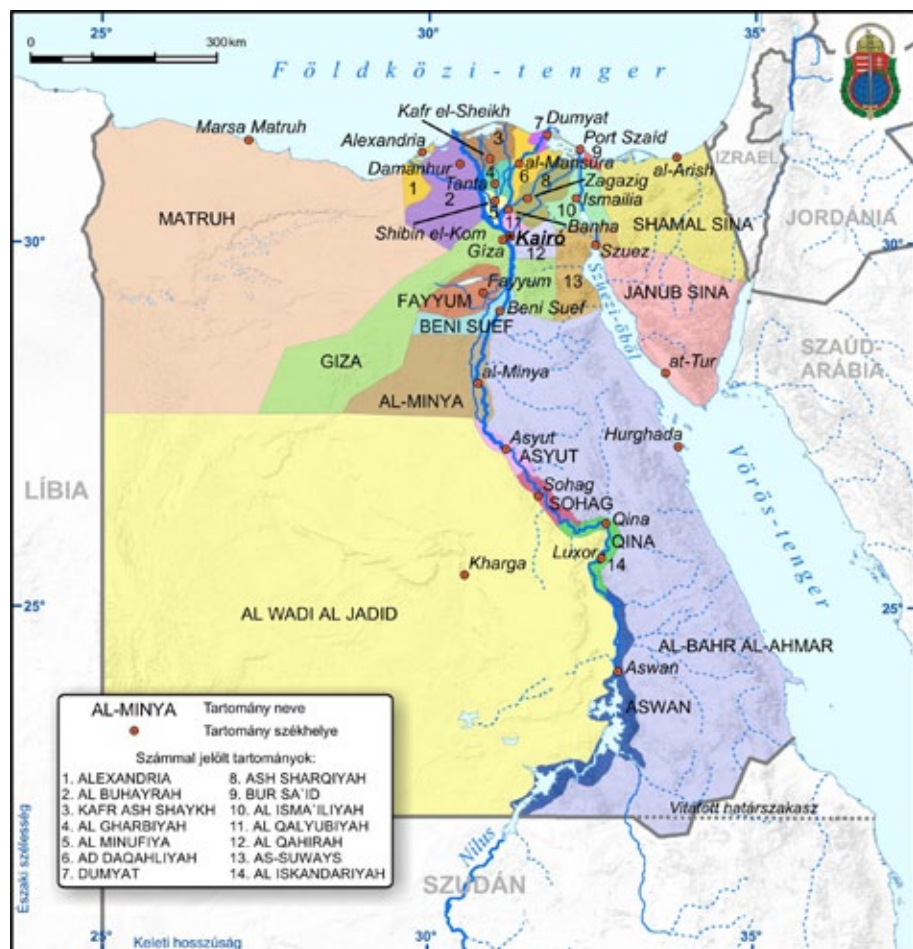 25°
30°
35°
0
300 km
Földközi-tenger
Kafr el-Sheikh
7
Dumyat
Marsa Matruh
Alexandria
3
Port Szaid
9
Damanhur
4
6
al-Mansúra
IZRAEL
1
2
Tanta
8
Zagazig
al-Arish
MATRUH
5
10
Ismailia
JORDÁNIA
11
Banha
SHAMAL SINA
30°
Shibin el-Kom
Kairó
30°
Gíza
12
Szuez
Fayyum
13
FAYYUM
Szuezi-öböl
JANUB SINA
Beni Suef
BENI SUEF
SZAÚD-
ARÁBIA
GIZA
at-Tur
al-Minya
AL-MINYA
Hurghada
Asyut
ASYUT
Vörös-tenger
LÍBIA
Sohag
SOHAG
Qina
QINA
Luxor
14
Kharga
25°
25°
AL WADI AL JADID
AL-BAHR AL-AHMAR
Aswan
ASWAN
AL-MINYA Tartomány neve
Tartomány székhelye
Számmal jelölt tartományok:
1. ALEXANDRIA
2. AL BUHAYRAH
3. KAFR ASH SHAYKH
4. AL GHARBIYAH
5. AL MINUFIYA
6. AD DAQAHLIYAH
7. DUMYAT
8. ASH SHARQIYAH
9. BUR SA`ID
10. AL ISMA`ILIYAH
11. AL QALYUBIYAH
12. AL QAHIRAH
13. AS-SUWAYS
14. AL ISKANDARIYAH
Vitatott határszakasz
Nílus
SZUDÁN
Északi szélesség
25°
Keleti hosszúság
30°
35°